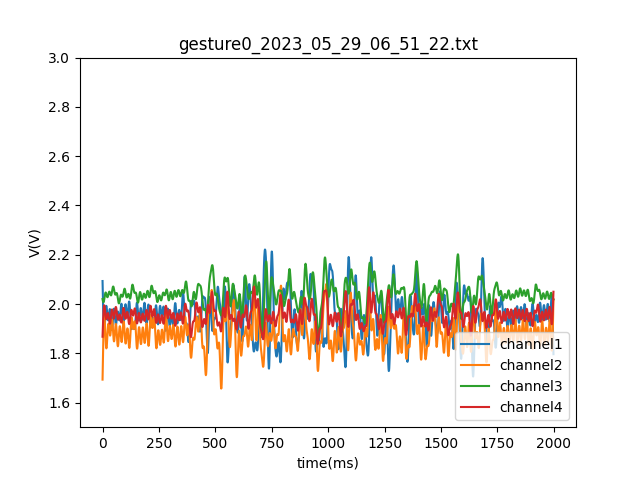 gesture0_2023_05_29_06_51_22.txt
3.0
2.8
2.6
2.4
2.2
2.0
1.8
1.6
V(V)
channel1
channel2
channel3
channel4
0 250 500 750 1000 1250 1500 1750 2000
time(ms)